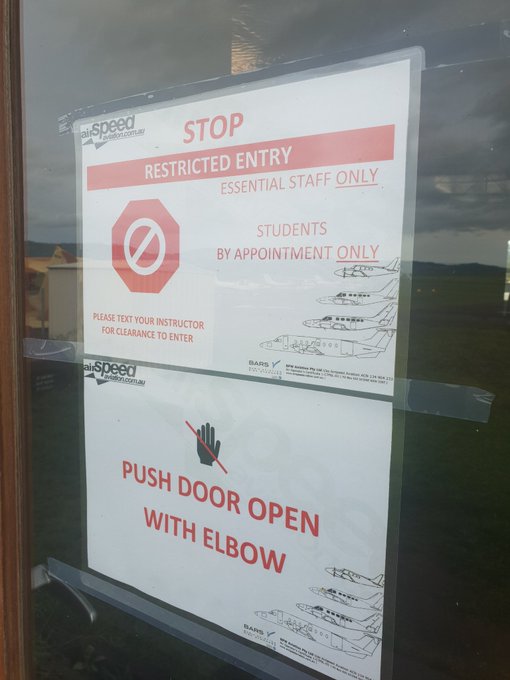 airspeed
aviation.com.au
STOP
RESTRICTED ENTRY
ESSENTIAL STAFF ONLY
STUDENTS
BY APPOINTMENT ONLY
PLEASE TEXT YOUR INSTRUCTOR
FOR CLEARANCE TO ENTER
BARS
airspeed
aviation.com.au
PUSH DOOR OPEN
WITH ELBOW
BARS